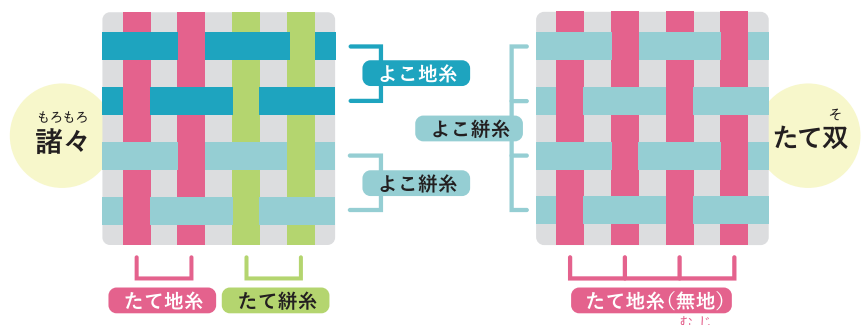 もろもろ
諸々
よこ地糸
よこ絣糸
たて地糸
たて絣糸
よこ絣糸
そ
たて双
たて地糸（無地）
むじ